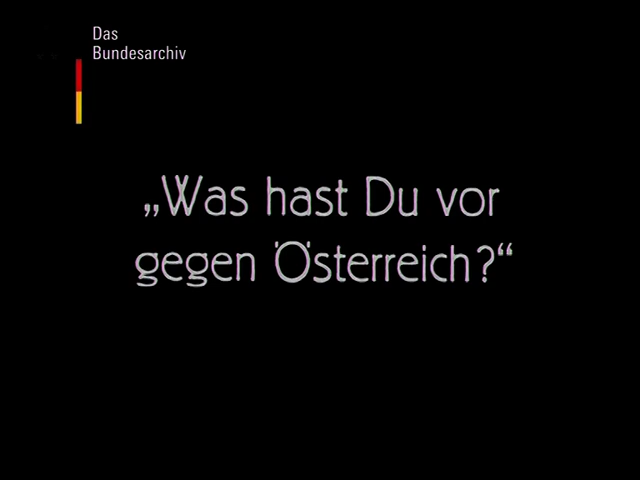 Das
Bundesarchiv
„Was hast Du vor
gegen Österreich?“